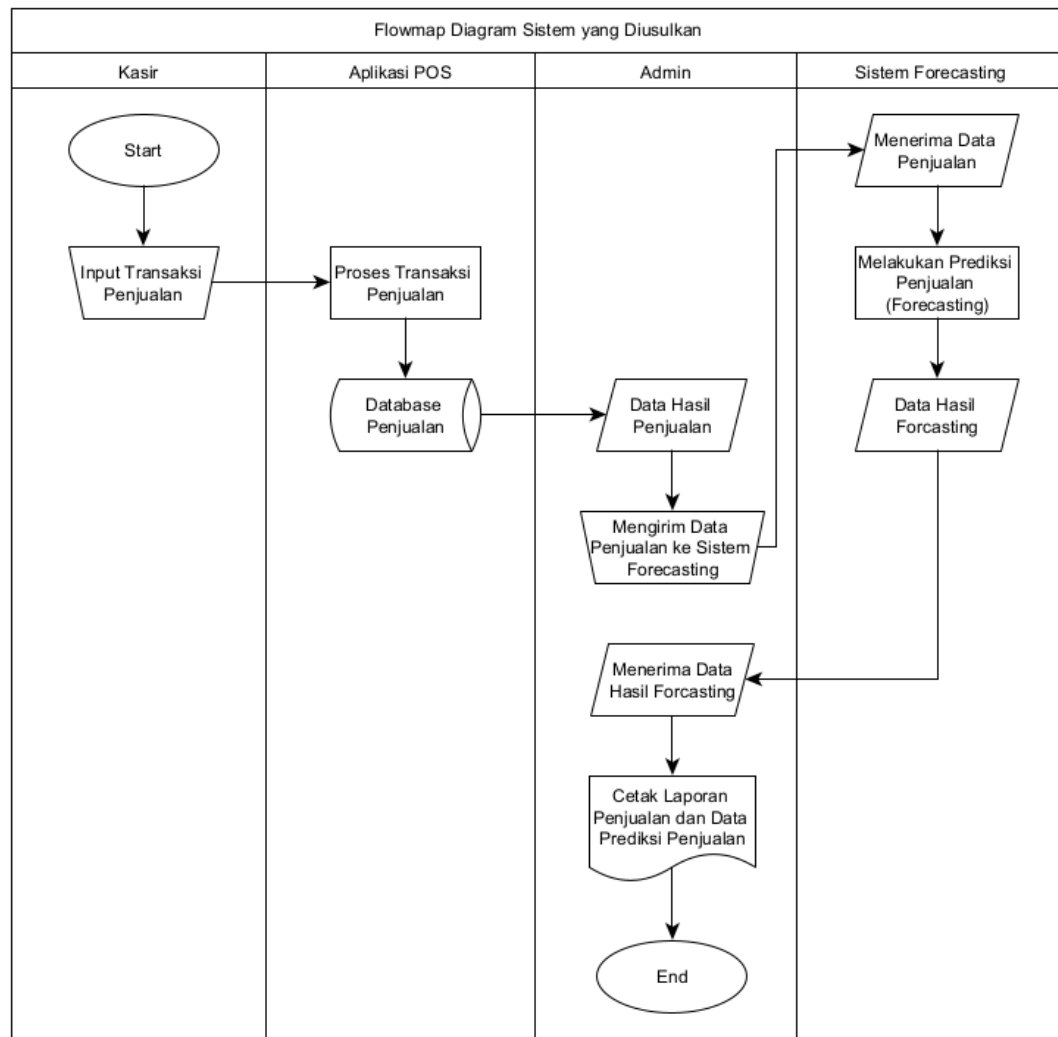 Flowmap Diagram Sistem yang Diusulkan
Kasir
Aplikasi POS
Admin
Sistem Forecasting
Start
Input Transaksi
Penjualan
Proses Transaksi
Penjualan
Database
Penjualan
Data Hasil
Penjualan
Mengirim Data
Penjualan ke Sistem
Forecasting
Menerima Data
Penjualan
Melakukan Prediksi
Penjualan
(Forecasting)
Data Hasil
Forcasting
Menerima Data
Hasil Forcasting
Cetak Laporan
Penjualan dan Data
Prediksi Penjualan
End